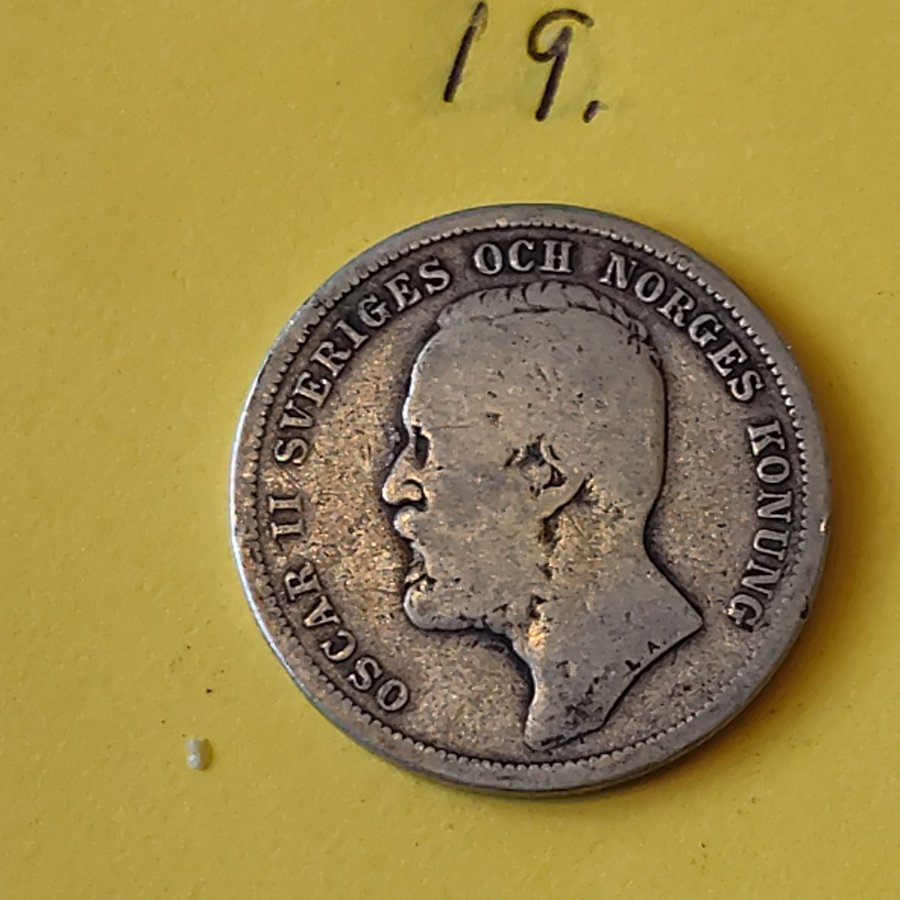 19.
OSCAR II SVERIGES OCH NORGES KONUNG
L. A.